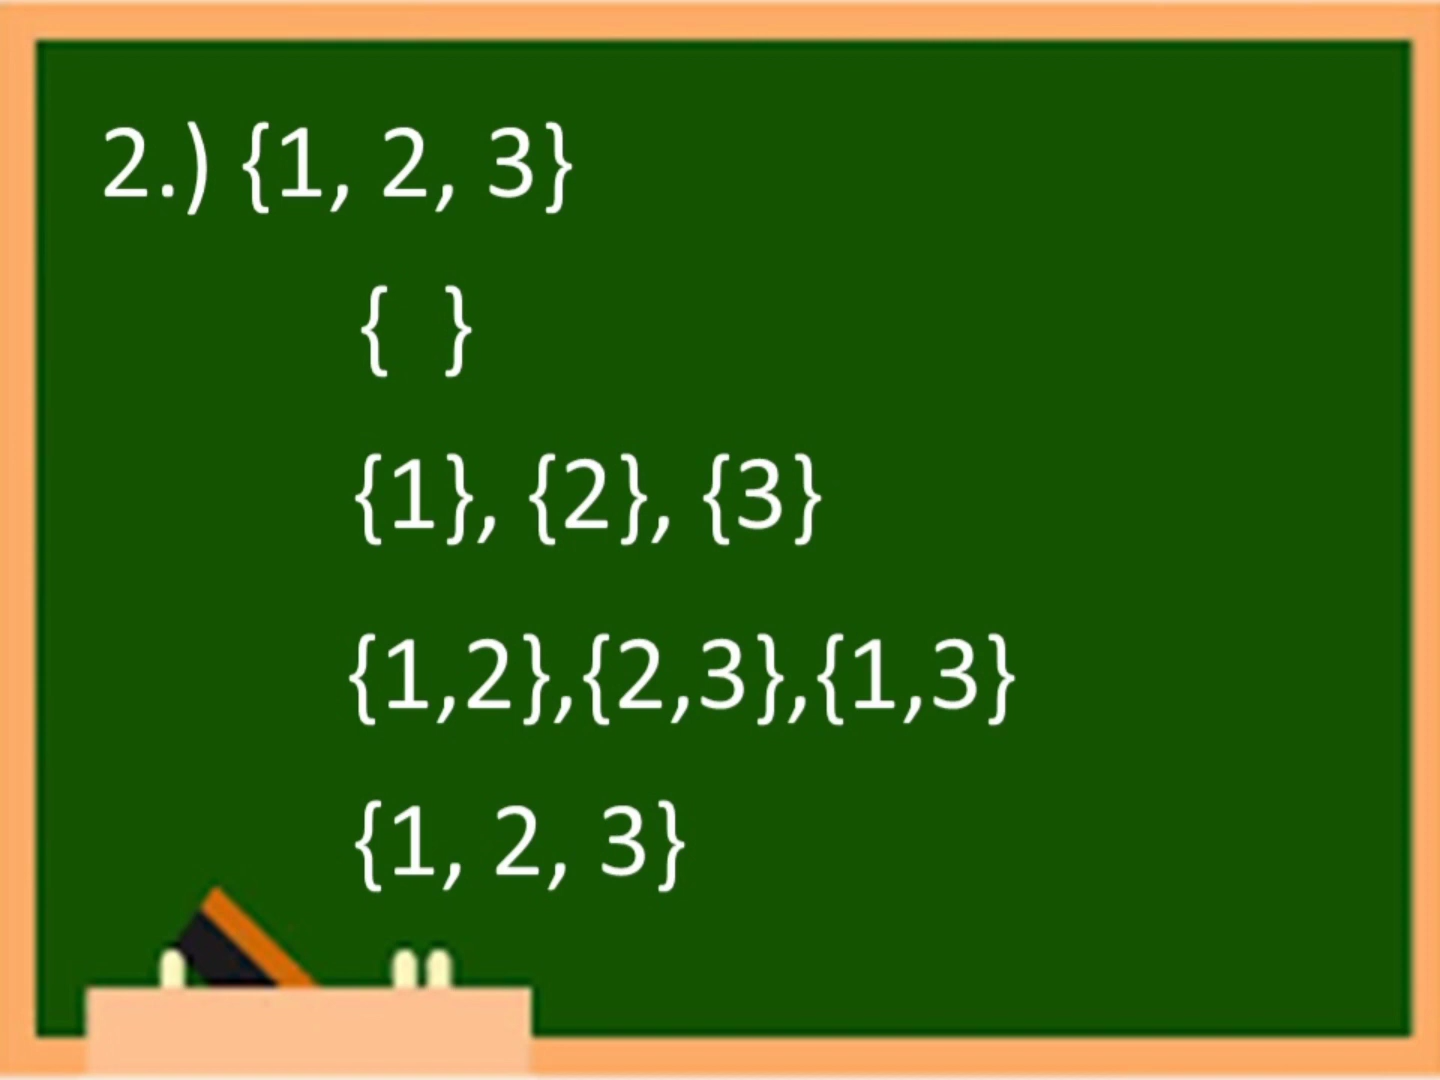 2.) {1, 2, 3}
{  }
{1}, {2}, {3}
{1,2},{2,3},{1,3}
{1, 2, 3}